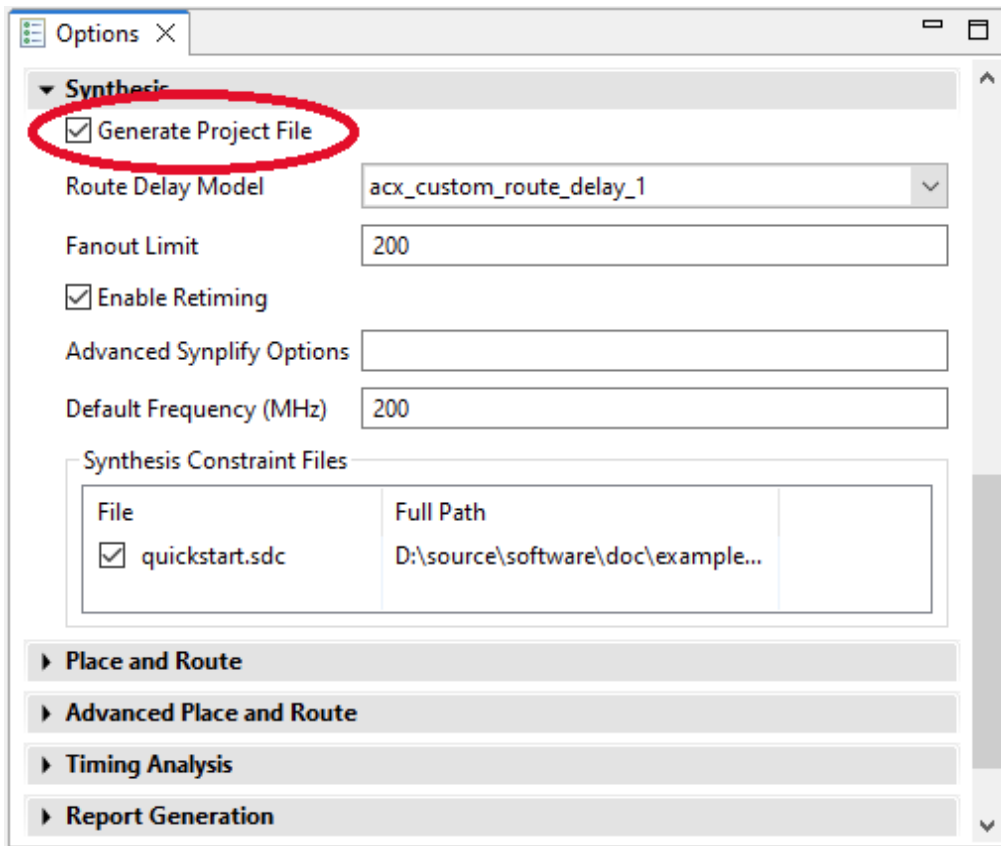 Options
Synthesis
Generate Project File
Route Delay Model acx_custom_route_delay_1
Fanout Limit 200
Enable Retiming
Advanced Synplify Options
Default Frequency (MHz) 200
Synthesis Constraint Files
File Full Path
quickstart.sdc D:\source\software\doc\example...
Place and Route
Advanced Place and Route
Timing Analysis
Report Generation